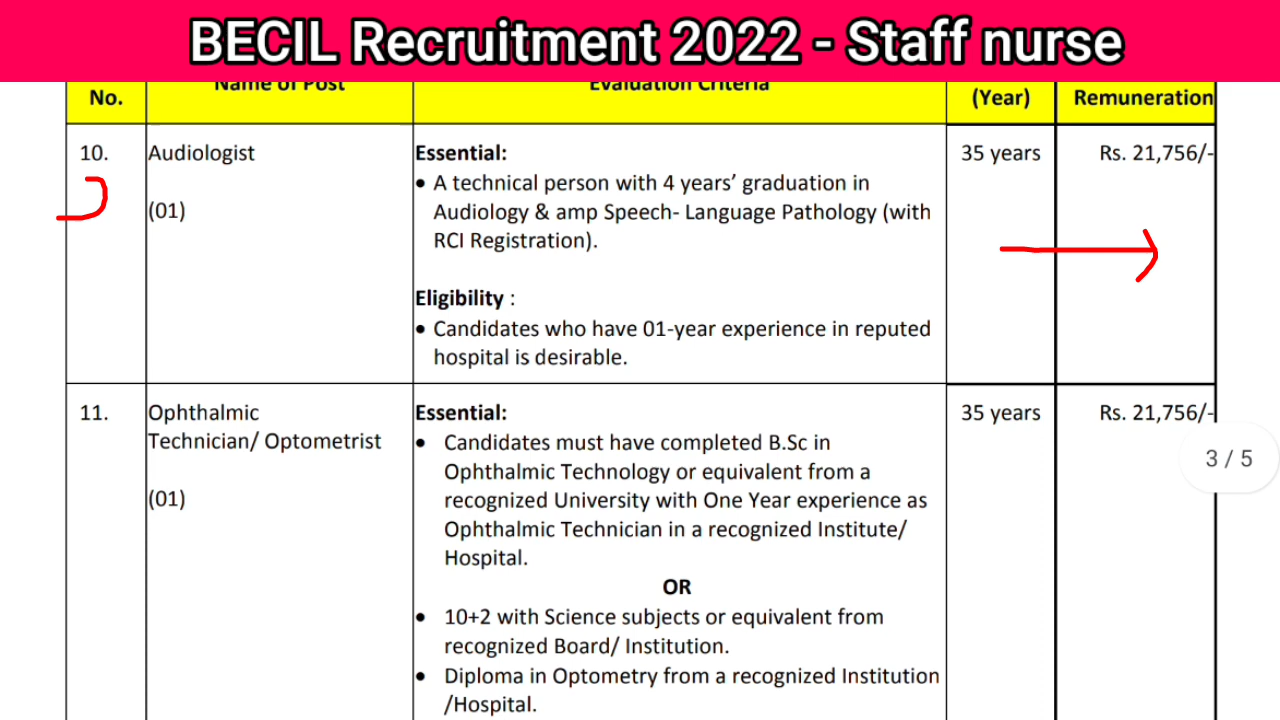 BECIL Recruitment 2022 - Staff nurse
No. Name of Post Evaluation Criteria (Year) Remuneration
10. Audiologist Essential: 35 years Rs. 21,756/-
• A technical person with 4 years’ graduation in
(01) Audiology & amp Speech- Language Pathology (with
RCI Registration).
Eligibility :
• Candidates who have 01-year experience in reputed
hospital is desirable.
11. Ophthalmic Essential: 35 years Rs. 21,756/-
Technician/ Optometrist • Candidates must have completed B.Sc in
Ophthalmic Technology or equivalent from a
3 / 5
(01) recognized University with One Year experience as
Ophthalmic Technician in a recognized Institute/
Hospital.
OR
• 10+2 with Science subjects or equivalent from
recognized Board/ Institution.
• Diploma in Optometry from a recognized Institution
/Hospital.